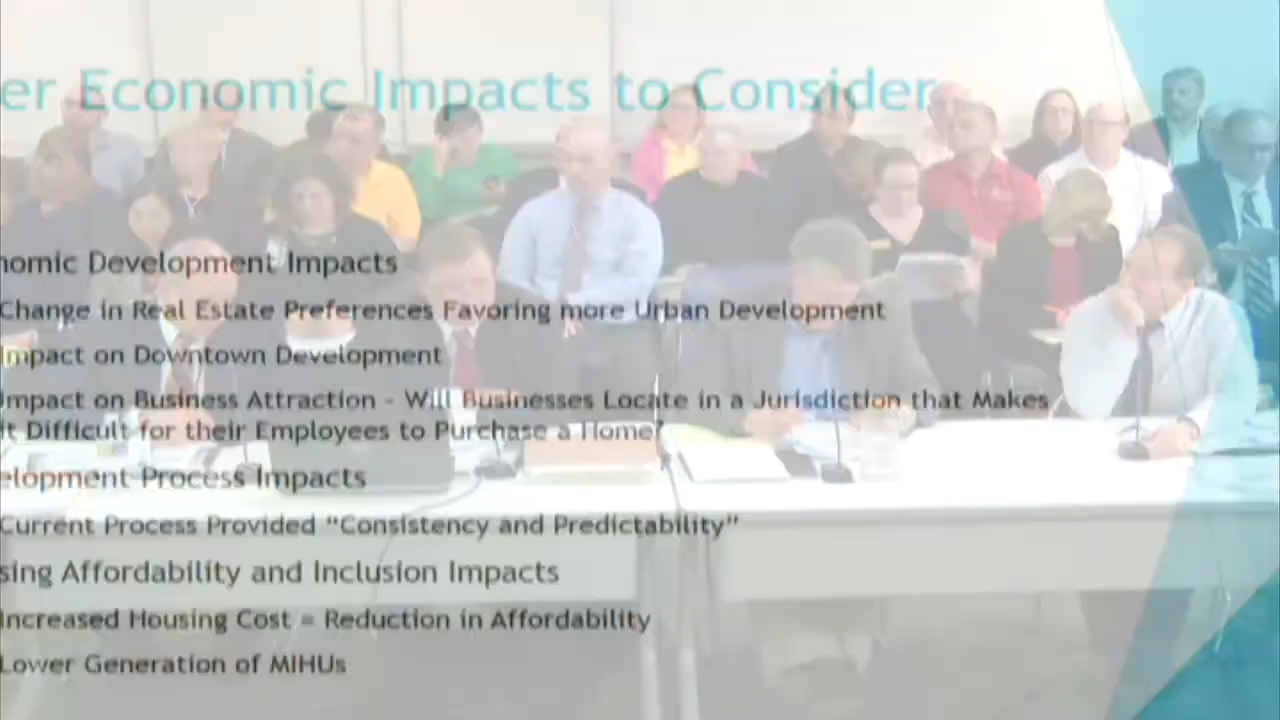 er Economic Impacts to Consider
nomic Development Impacts
Change in Real Estate Preferences Favoring more Urban Development
Impact on Downtown Development
Impact on Business Attraction - Will Businesses Locate in a Jurisdiction that Makes
it Difficult for their Employees to Purchase a Home?
elopment Process Impacts
Current Process Provided “Consistency and Predictability”
sing Affordability and Inclusion Impacts
Increased Housing Cost = Reduction in Affordability
Lower Generation of MIHUs